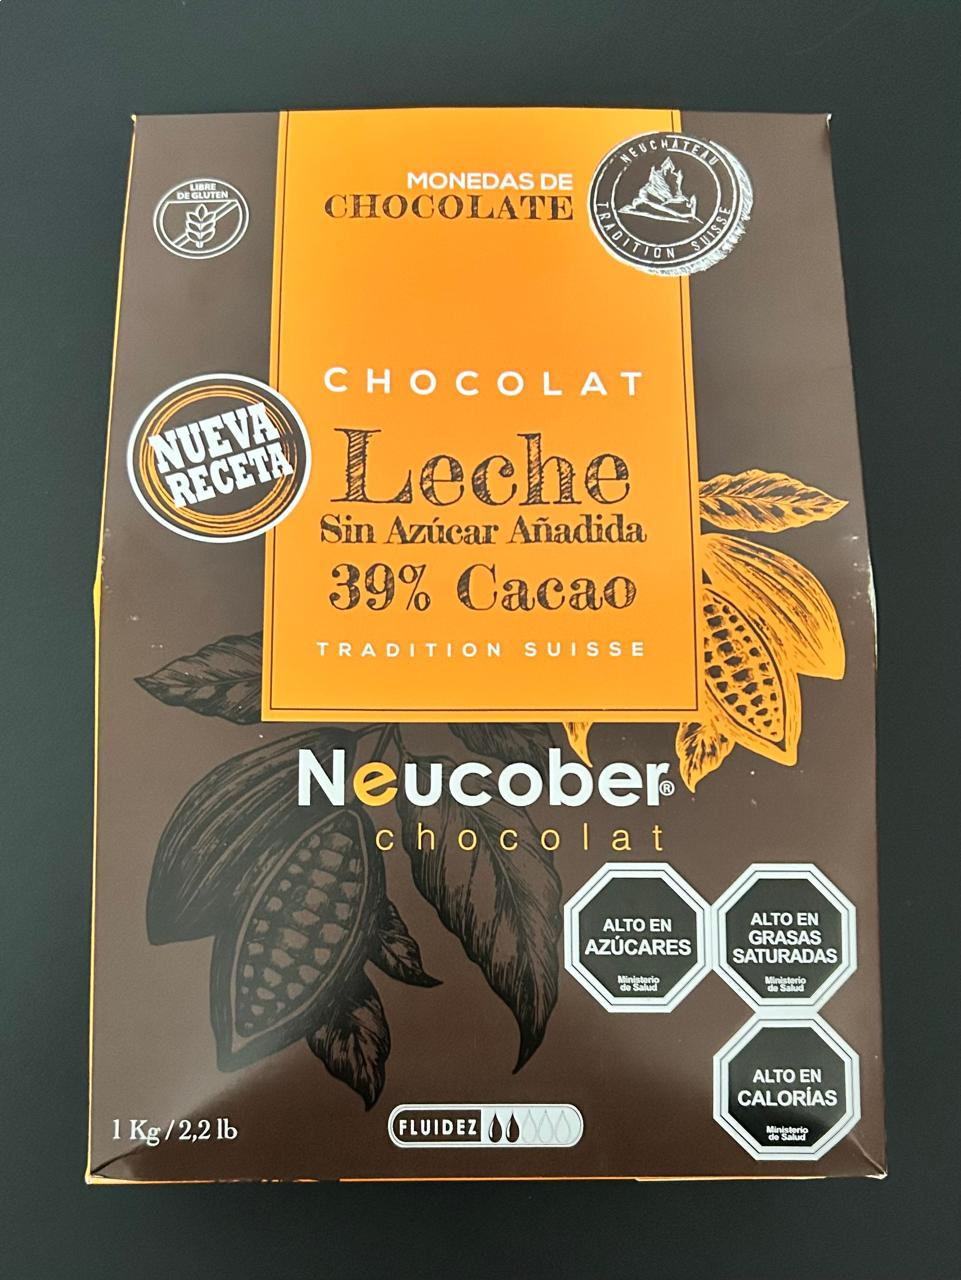 LIBRE
DE GLUTEN
MONEDAS DE
CHOCOLATE
NEUCHATEAU
TRADITION SUISSE
NUEVA
RECETA
CHOCOLAT
Leche
Sin Azúcar Añadida
39% Cacao
TRADITION SUISSE
Neucober®
chocolat
ALTO EN
AZÚCARES
Ministerio
de Salud
ALTO EN
GRASAS
SATURADAS
Ministerio
de Salud
ALTO EN
CALORÍAS
Ministerio
de Salud
1 Kg / 2,2 lb
FLUIDEZ